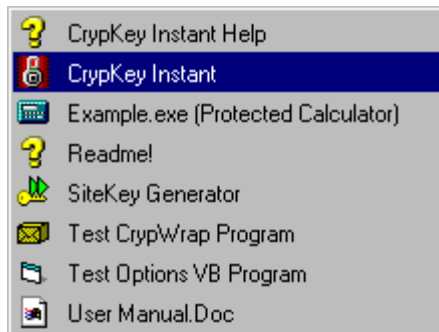 CrypKey Instant Help
CrypKey Instant
Example.exe (Protected Calculator)
Readme!
SiteKey Generator
Test CrypWrap Program
Test Options VB Program
User Manual.Doc